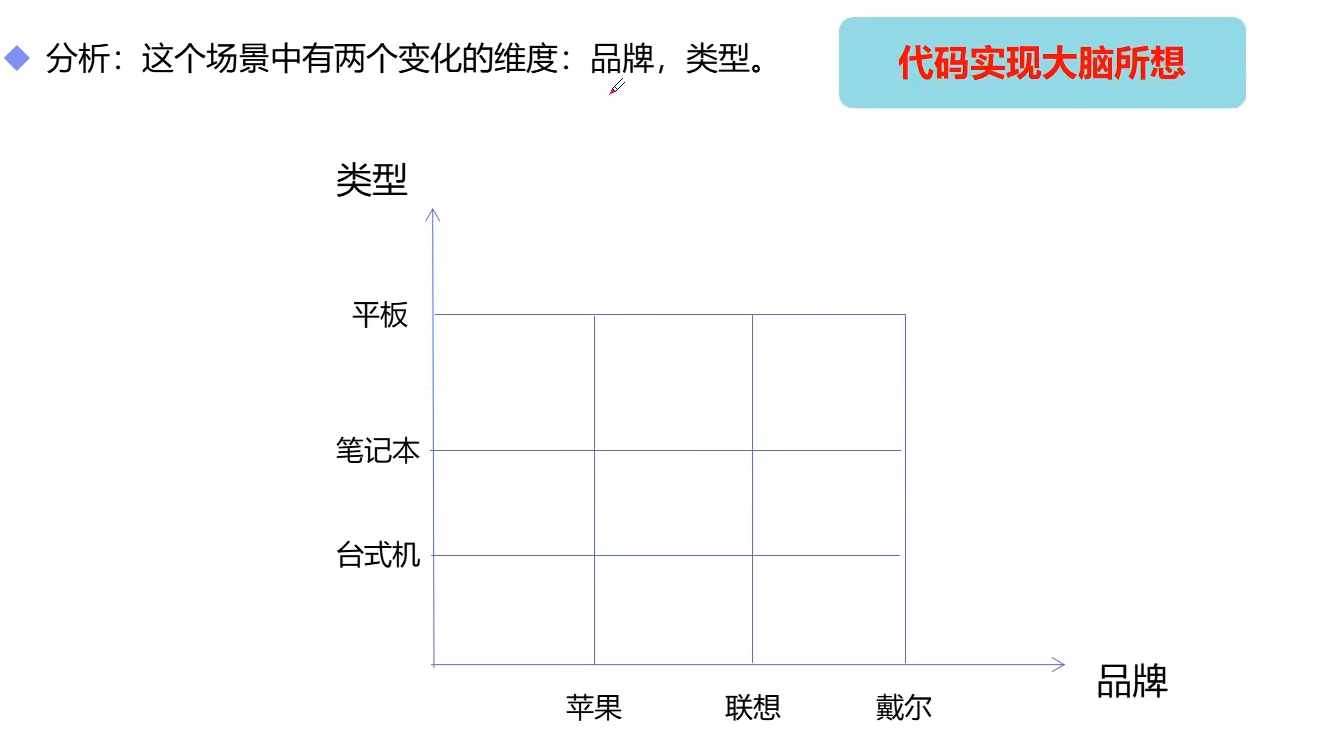 分析：这个场景中有两个变化的维度：品牌，类型。
代码实现大脑所想
类型
平板
笔记本
台式机
品牌
苹果 联想 戴尔